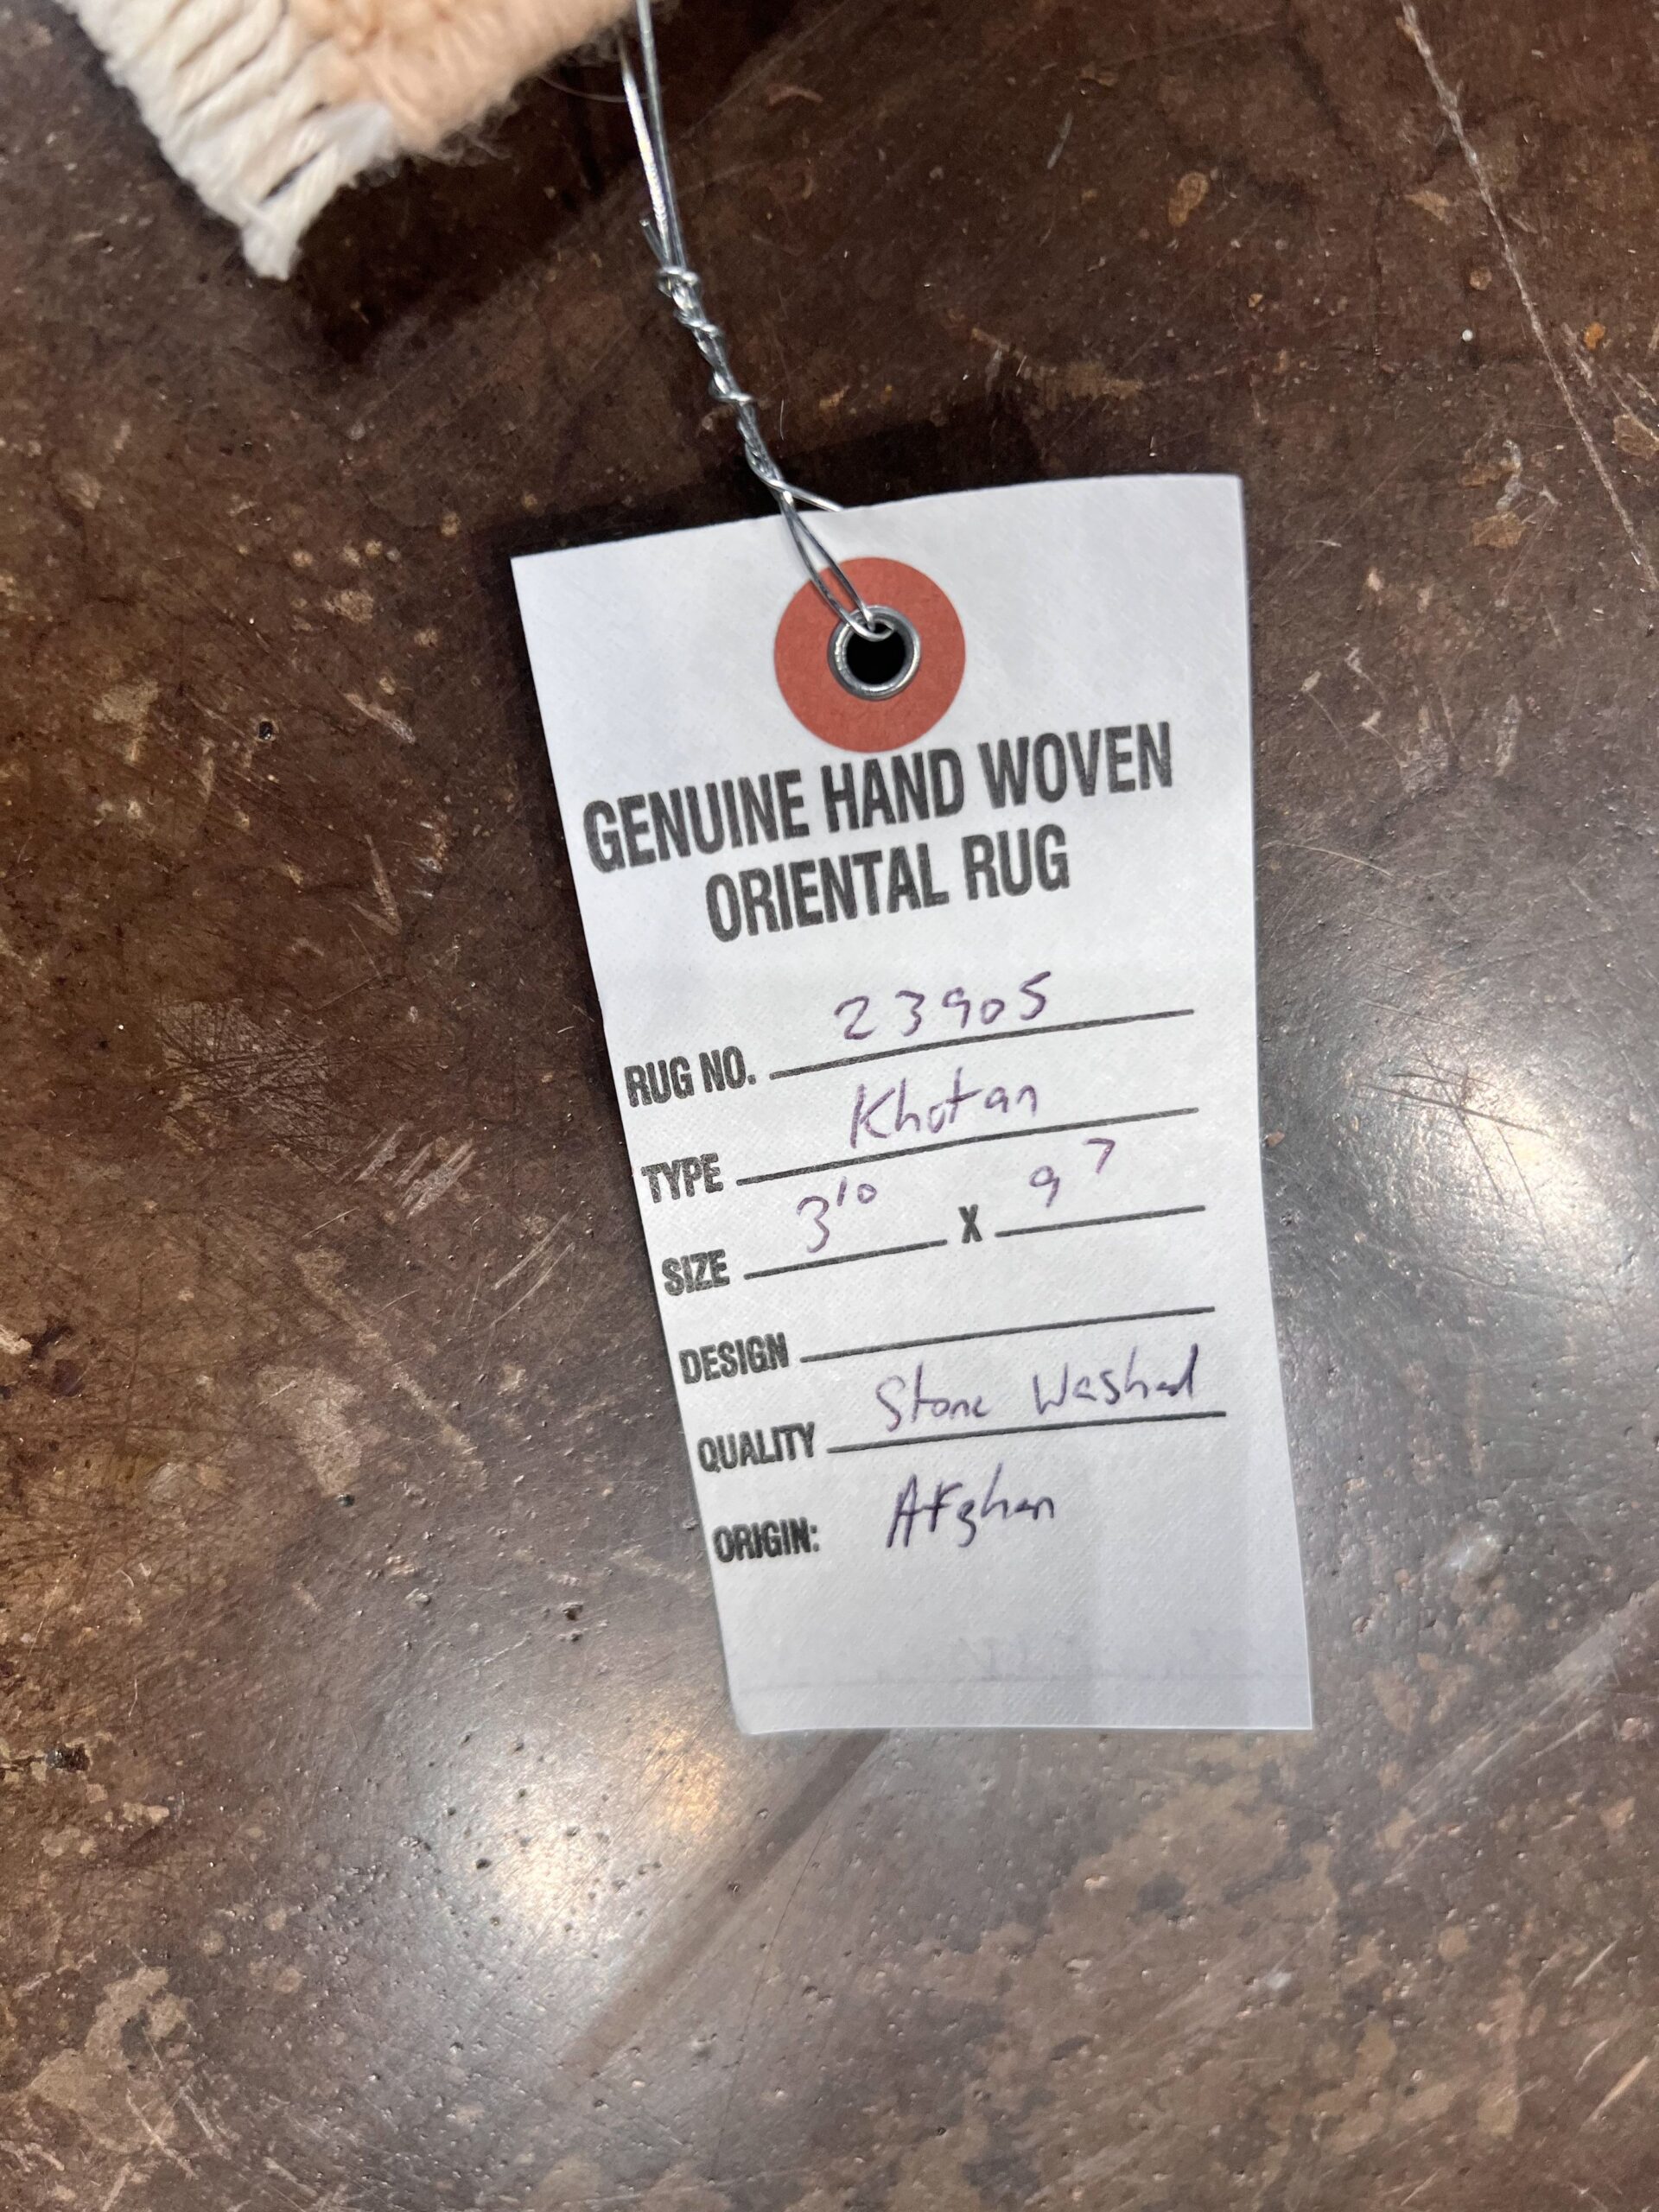 GENUINE HAND WOVEN
ORIENTAL RUG
RUG NO. 23905
TYPE Khotan
SIZE 3'10 X 9 7
DESIGN
QUALITY Stone Washed
ORIGIN: Afghan